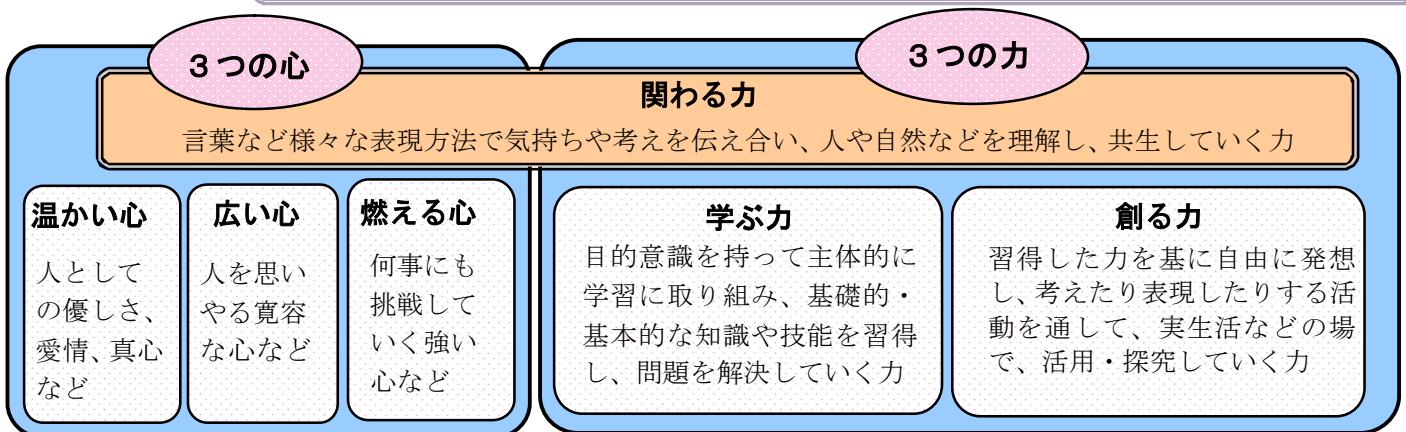 3つの心
3つの力
関わる力
言葉など様々な表現方法で気持ちや考えを伝え合い、人や自然などを理解し、共生していく力
温かい心
人として
の優しさ、
愛情、真心
など
広い心
人を思い
やる寛容
な心など
燃える心
何事にも
挑戦して
いく強い
心など
学ぶ力
目的意識を持って主体的に
学習に取り組み、基礎的・
基本的な知識や技能を習得
し、問題を解決していく力
創る力
習得した力を基に自由に発想
し、考えたり表現したりする活
動を通して、実生活などの場
で、活用・探究していく力